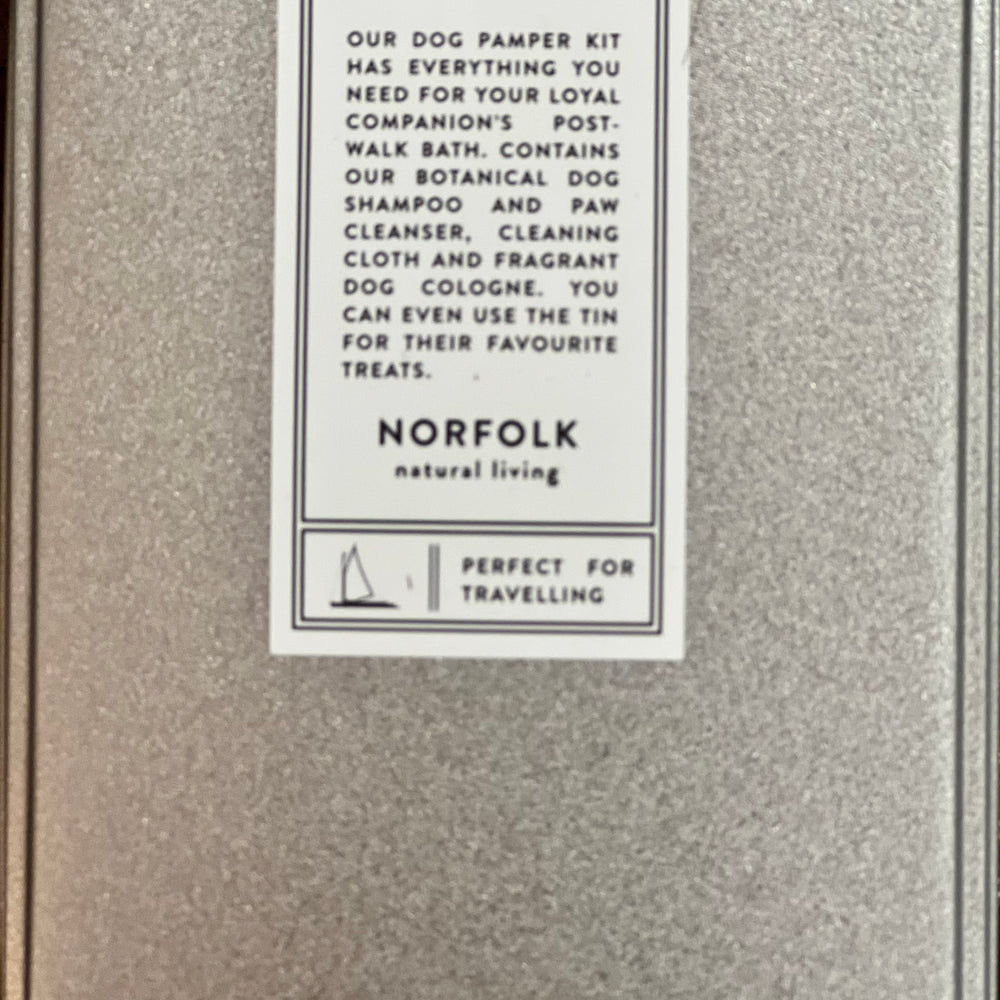 OUR DOG PAMPER KIT
HAS EVERYTHING YOU
NEED FOR YOUR LOYAL
COMPANION'S POST-
WALK BATH. CONTAINS
OUR BOTANICAL DOG
SHAMPOO AND PAW
CLEANSER, CLEANING
CLOTH AND FRAGRANT
DOG COLOGNE. YOU
CAN EVEN USE THE TIN
FOR THEIR FAVOURITE
TREATS.
NORFOLK
natural living
PERFECT FOR
TRAVELLING